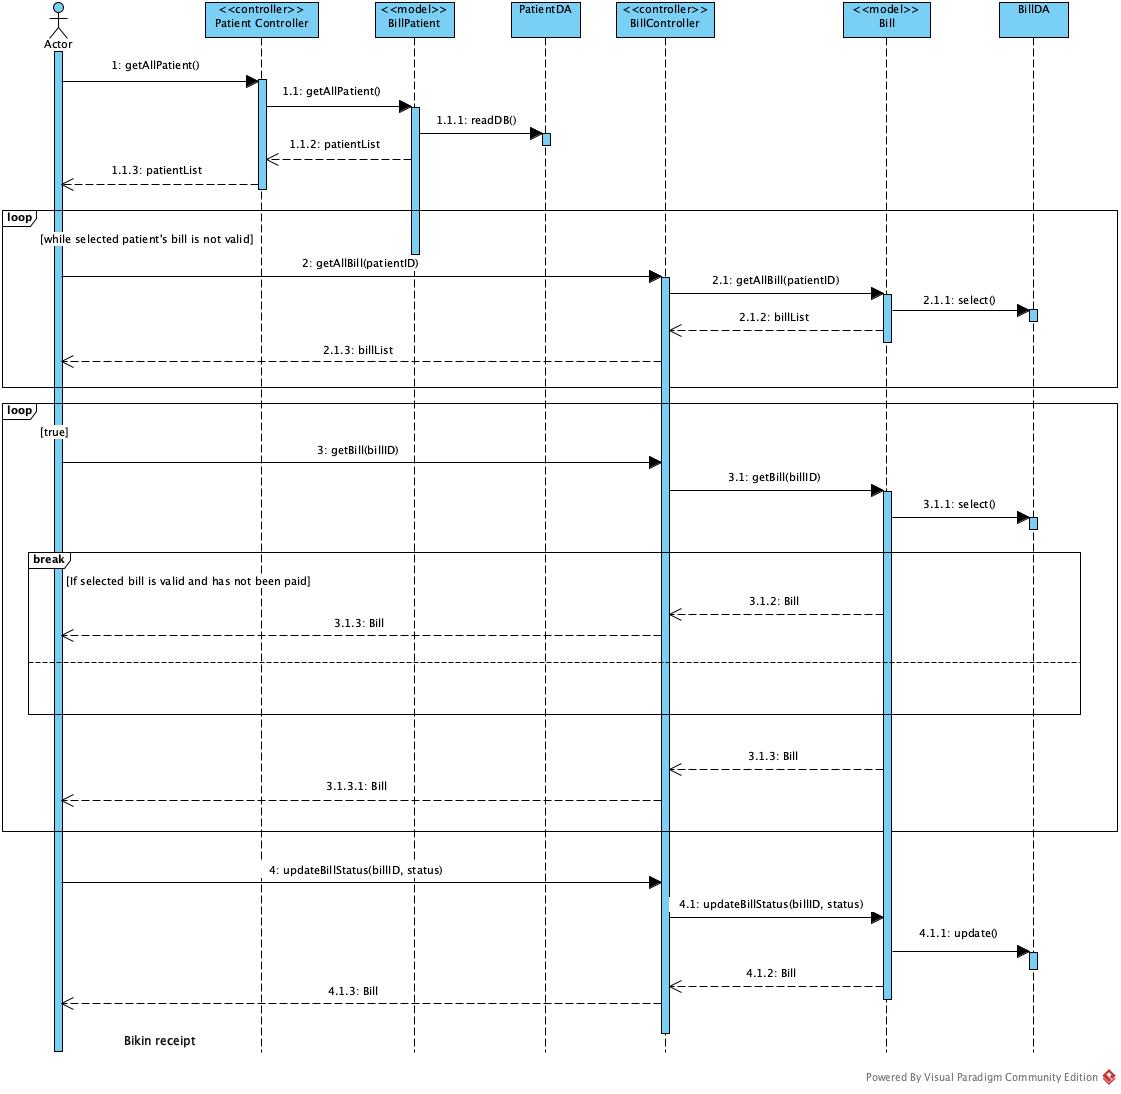 <<controller>>
Patient Controller
<<model>>
BillPatient
PatientDA
<<controller>>
BillController
<<model>>
Bill
BillDA
Actor
1: getAllPatient()
1.1: getAllPatient()
1.1.1: readDB()
1.1.2: patientList
1.1.3: patientList
loop
[while selected patient's bill is not valid]
2: getAllBill(patientID)
2.1: getAllBill(patientID)
2.1.1: select()
2.1.2: billList
2.1.3: billList
loop
[true]
3: getBill(billID)
3.1: getBill(billID)
3.1.1: select()
break
[If selected bill is valid and has not been paid]
3.1.2: Bill
3.1.3: Bill
3.1.3: Bill
3.1.3.1: Bill
4: updateBillStatus(billID, status)
4.1: updateBillStatus(billID, status)
4.1.1: update()
4.1.2: Bill
4.1.3: Bill
Bikin receipt
Powered By Visual Paradigm Community Edition